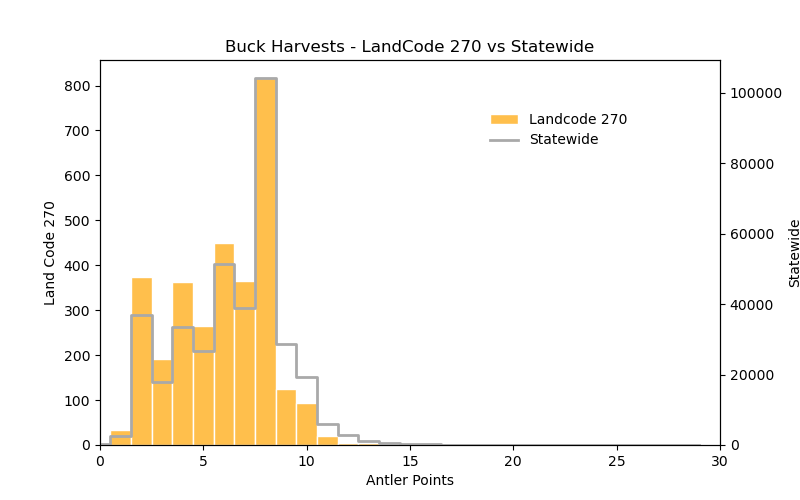 Buck Harvests - LandCode 270 vs Statewide
Land Code 270
800
700
600
500
400
300
200
100
0
Landcode 270
Statewide
100000
80000
60000
40000
20000
0
Statewide
0 5 10 15 20 25 30
Antler Points